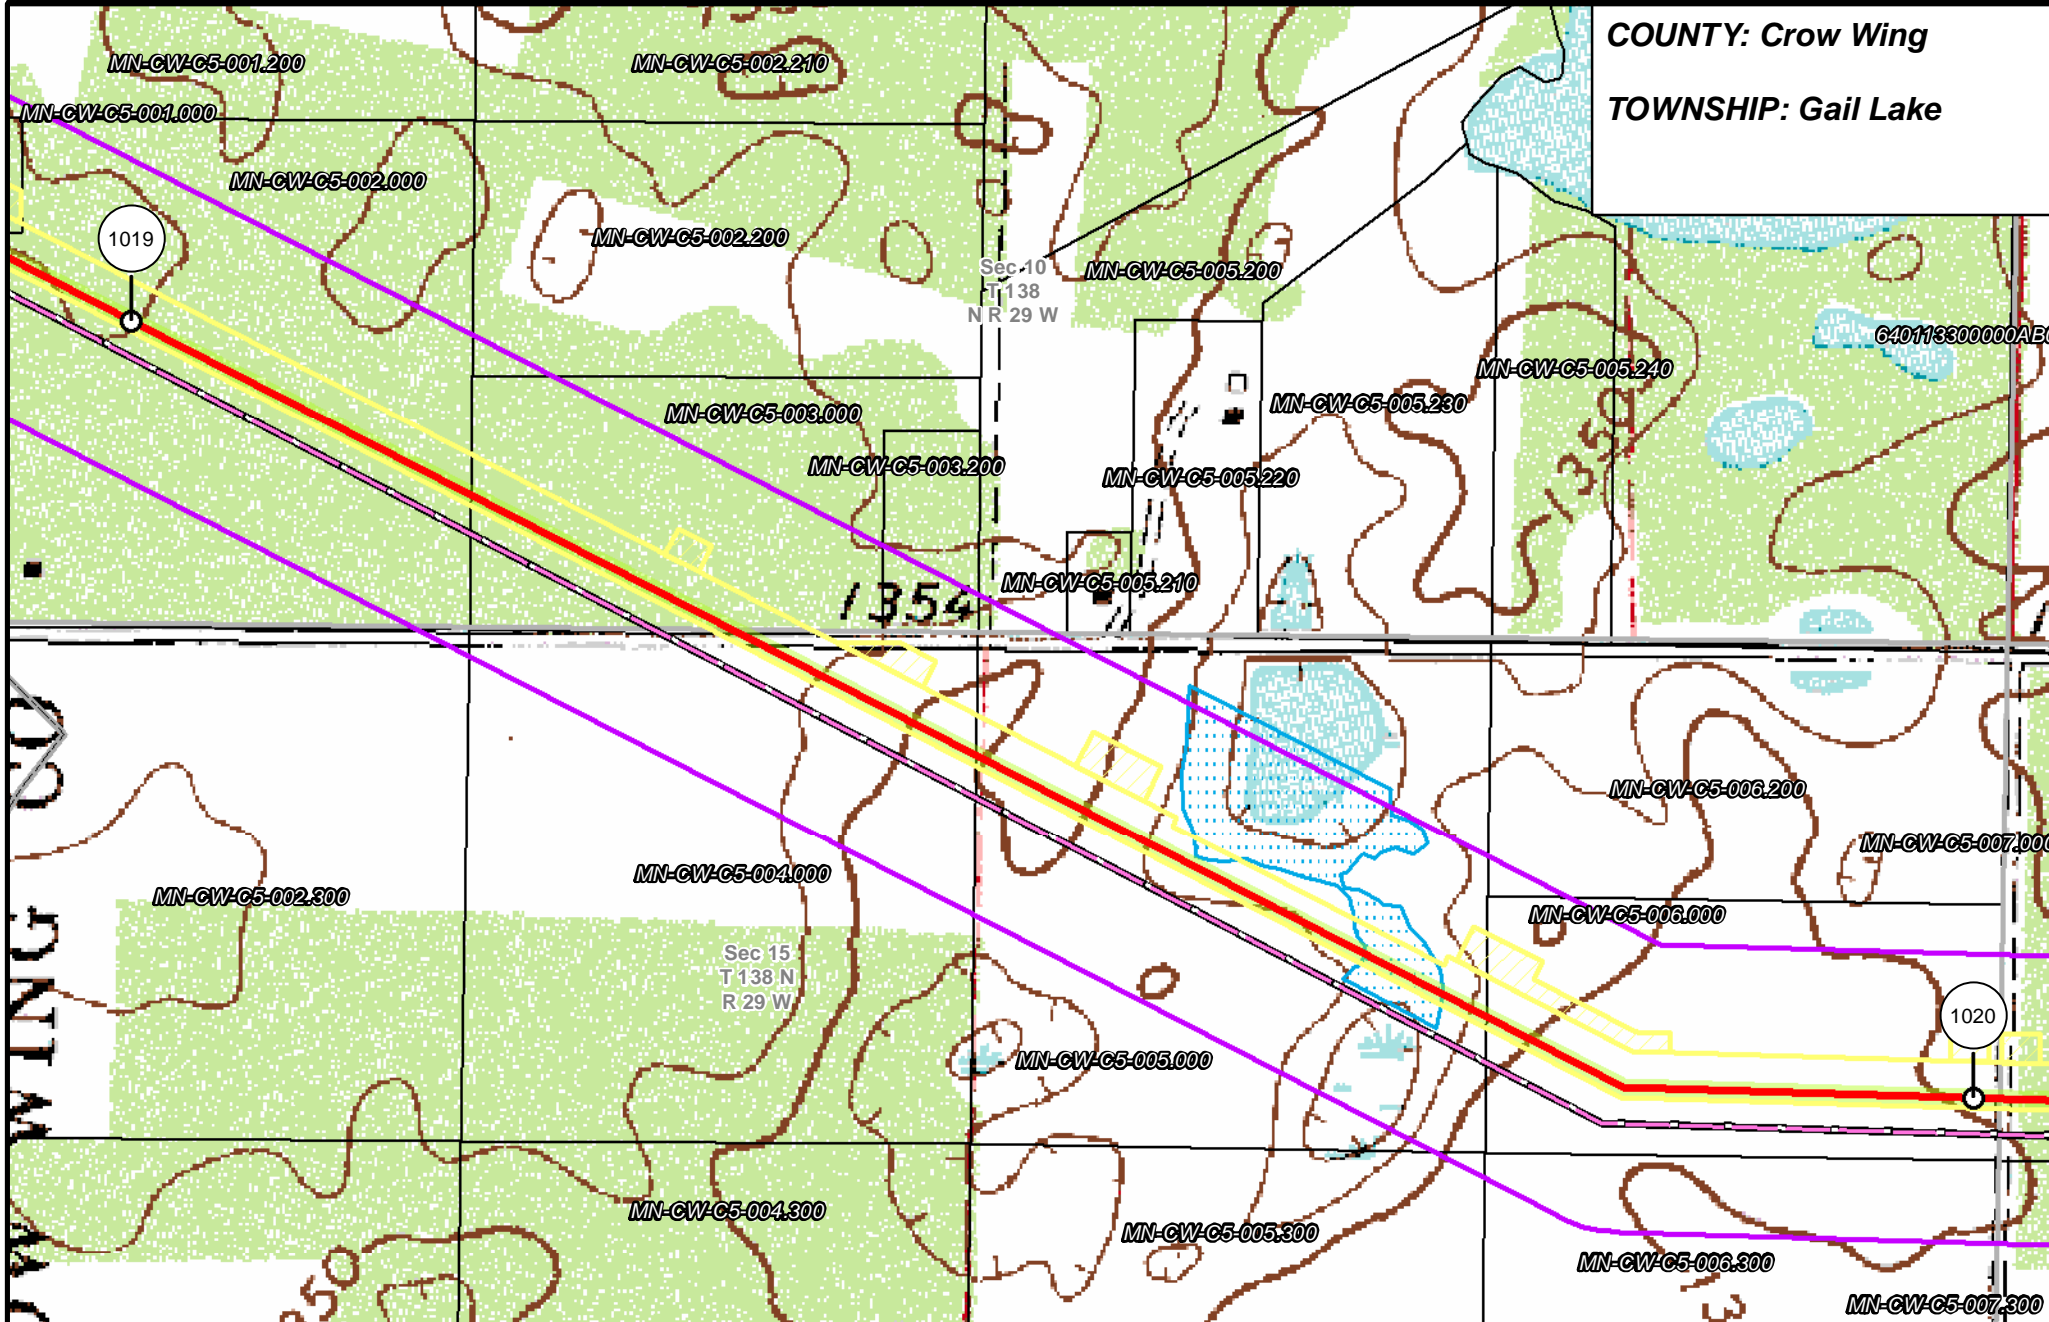 COUNTY: Crow Wing
TOWNSHIP: Gail Lake
MN-CW-C5-001.200
MN-CW-C5-002.210
MN-CW-C5-001.000
MN-CW-C5-002.000
1019
MN-CW-C5-002.200
Sec 10
T 138
N R 29 W
MN-CW-C5-005.200
640113300000AB0
MN-CW-C5-005.240
MN-CW-C5-003.000
MN-CW-C5-005.230
1350
MN-CW-C5-003.200
MN-CW-C5-005.220
MN-CW-C5-005.210
1354
MN-CW-C5-006.200
MN-CW-C5-007.000
MN-CW-C5-004.000
MN-CW-C5-002.300
MN-CW-C5-006.000
Sec 15
T 138 N
R 29 W
1020
MN-CW-C5-005.000
MN-CW-C5-004.300
MN-CW-C5-005.300
MN-CW-C5-006.300
MN-CW-C5-007.300
OW WING CO